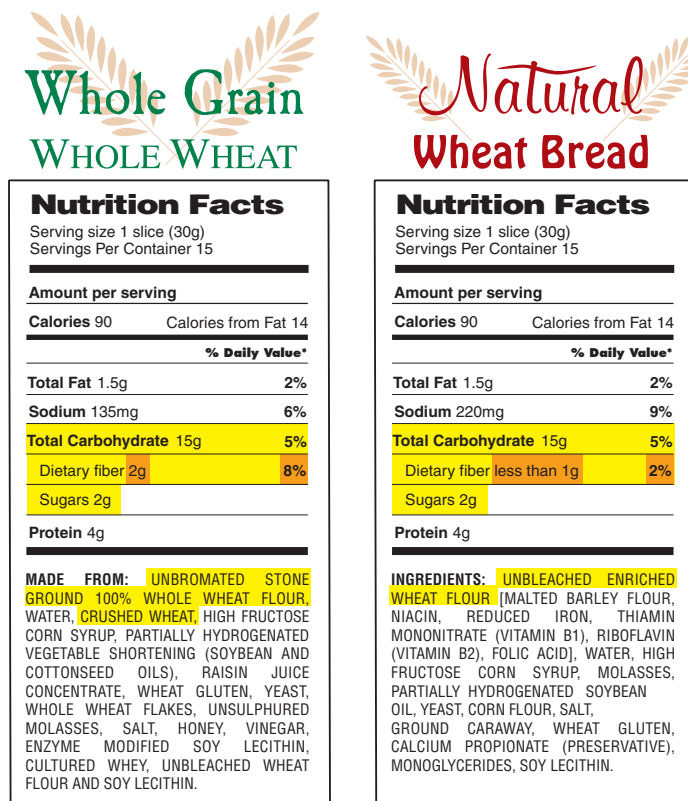 Whole Grain
WHOLE WHEAT
Nutrition Facts
Serving size 1 slice (30g)
Servings Per Container 15
Amount per serving
Calories 90 Calories from Fat 14
% Daily Value*
Total Fat 1.5g 2%
Sodium 135mg 6%
Total Carbohydrate 15g 5%
Dietary fiber 2g 8%
Sugars 2g
Protein 4g
MADE FROM: UNBROMATED STONE
GROUND 100% WHOLE WHEAT FLOUR,
WATER, CRUSHED WHEAT, HIGH FRUCTOSE
CORN SYRUP, PARTIALLY HYDROGENATED
VEGETABLE SHORTENING (SOYBEAN AND
COTTONSEED OILS), RAISIN JUICE
CONCENTRATE, WHEAT GLUTEN, YEAST,
WHOLE WHEAT FLAKES, UNSULPHURED
MOLASSES, SALT, HONEY, VINEGAR,
ENZYME MODIFIED SOY LECITHIN,
CULTURED WHEY, UNBLEACHED WHEAT
FLOUR AND SOY LECITHIN.
Natural
Wheat Bread
Nutrition Facts
Serving size 1 slice (30g)
Servings Per Container 15
Amount per serving
Calories 90 Calories from Fat 14
% Daily Value*
Total Fat 1.5g 2%
Sodium 220mg 9%
Total Carbohydrate 15g 5%
Dietary fiber less than 1g 2%
Sugars 2g
Protein 4g
INGREDIENTS: UNBLEACHED ENRICHED
WHEAT FLOUR [MALTED BARLEY FLOUR,
NIACIN, REDUCED IRON, THIAMIN
MONONITRATE (VITAMIN B1), RIBOFLAVIN
(VITAMIN B2), FOLIC ACID], WATER, HIGH
FRUCTOSE CORN SYRUP, MOLASSES,
PARTIALLY HYDROGENATED SOYBEAN
OIL, YEAST, CORN FLOUR, SALT,
GROUND CARAWAY, WHEAT GLUTEN,
CALCIUM PROPIONATE (PRESERVATIVE),
MONOGLYCERIDES, SOY LECITHIN.